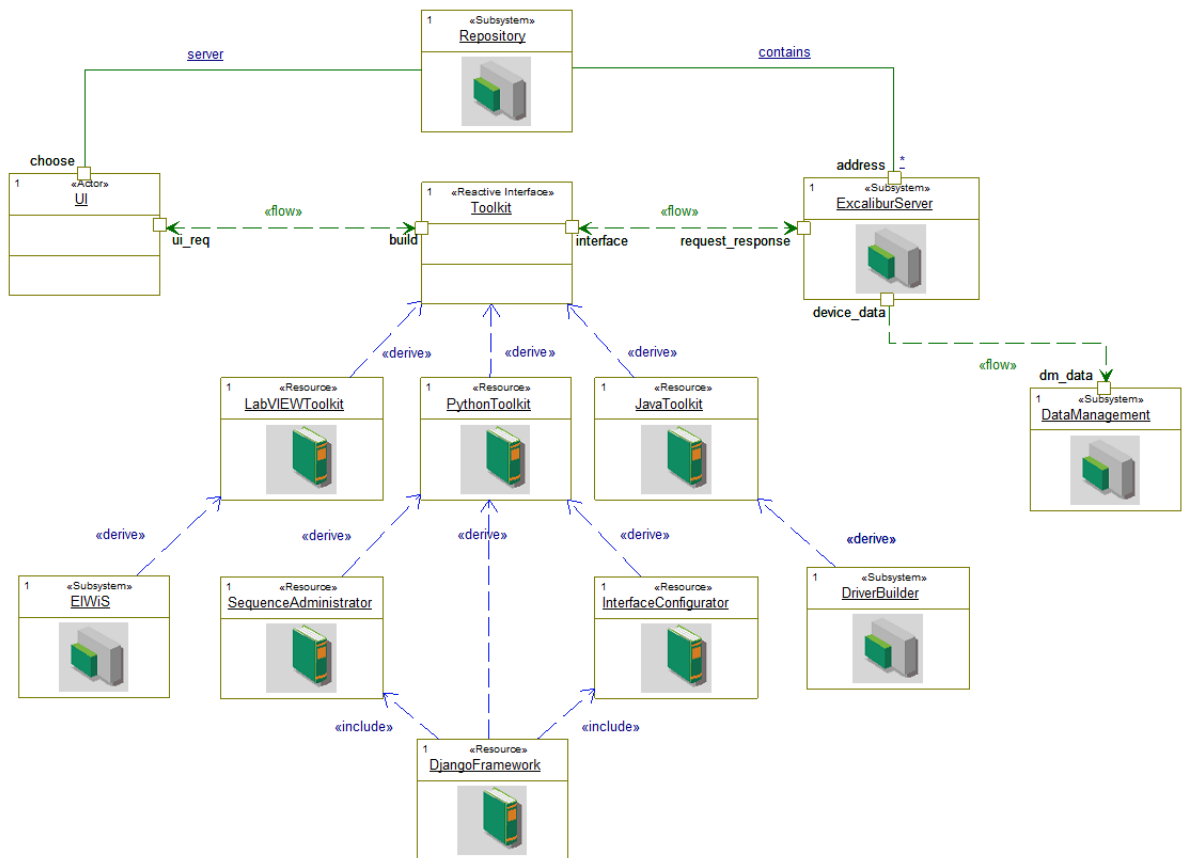 1 «Subsystem»
Repository
server
contains
choose
address
*
1 «Actor»
UI
1 «Reactive Interface»
Toolkit
1 «Subsystem»
ExcaliburServer
«flow»
«flow»
ui_req
build
interface
request_response
device_data
«derive»
«derive»
«derive»
«flow»
dm_data
1 «Resource»
LabVIEWToolkit
1 «Resource»
PythonToolkit
1 «Resource»
JavaToolkit
1 «Subsystem»
DataManagement
«derive»
«derive»
«derive»
«derive»
«derive»
1 «Subsystem»
EIWiS
1 «Resource»
SequenceAdministrator
1 «Resource»
InterfaceConfigurator
1 «Subsystem»
DriverBuilder
«include»
«include»
1 «Resource»
DjangoFramework